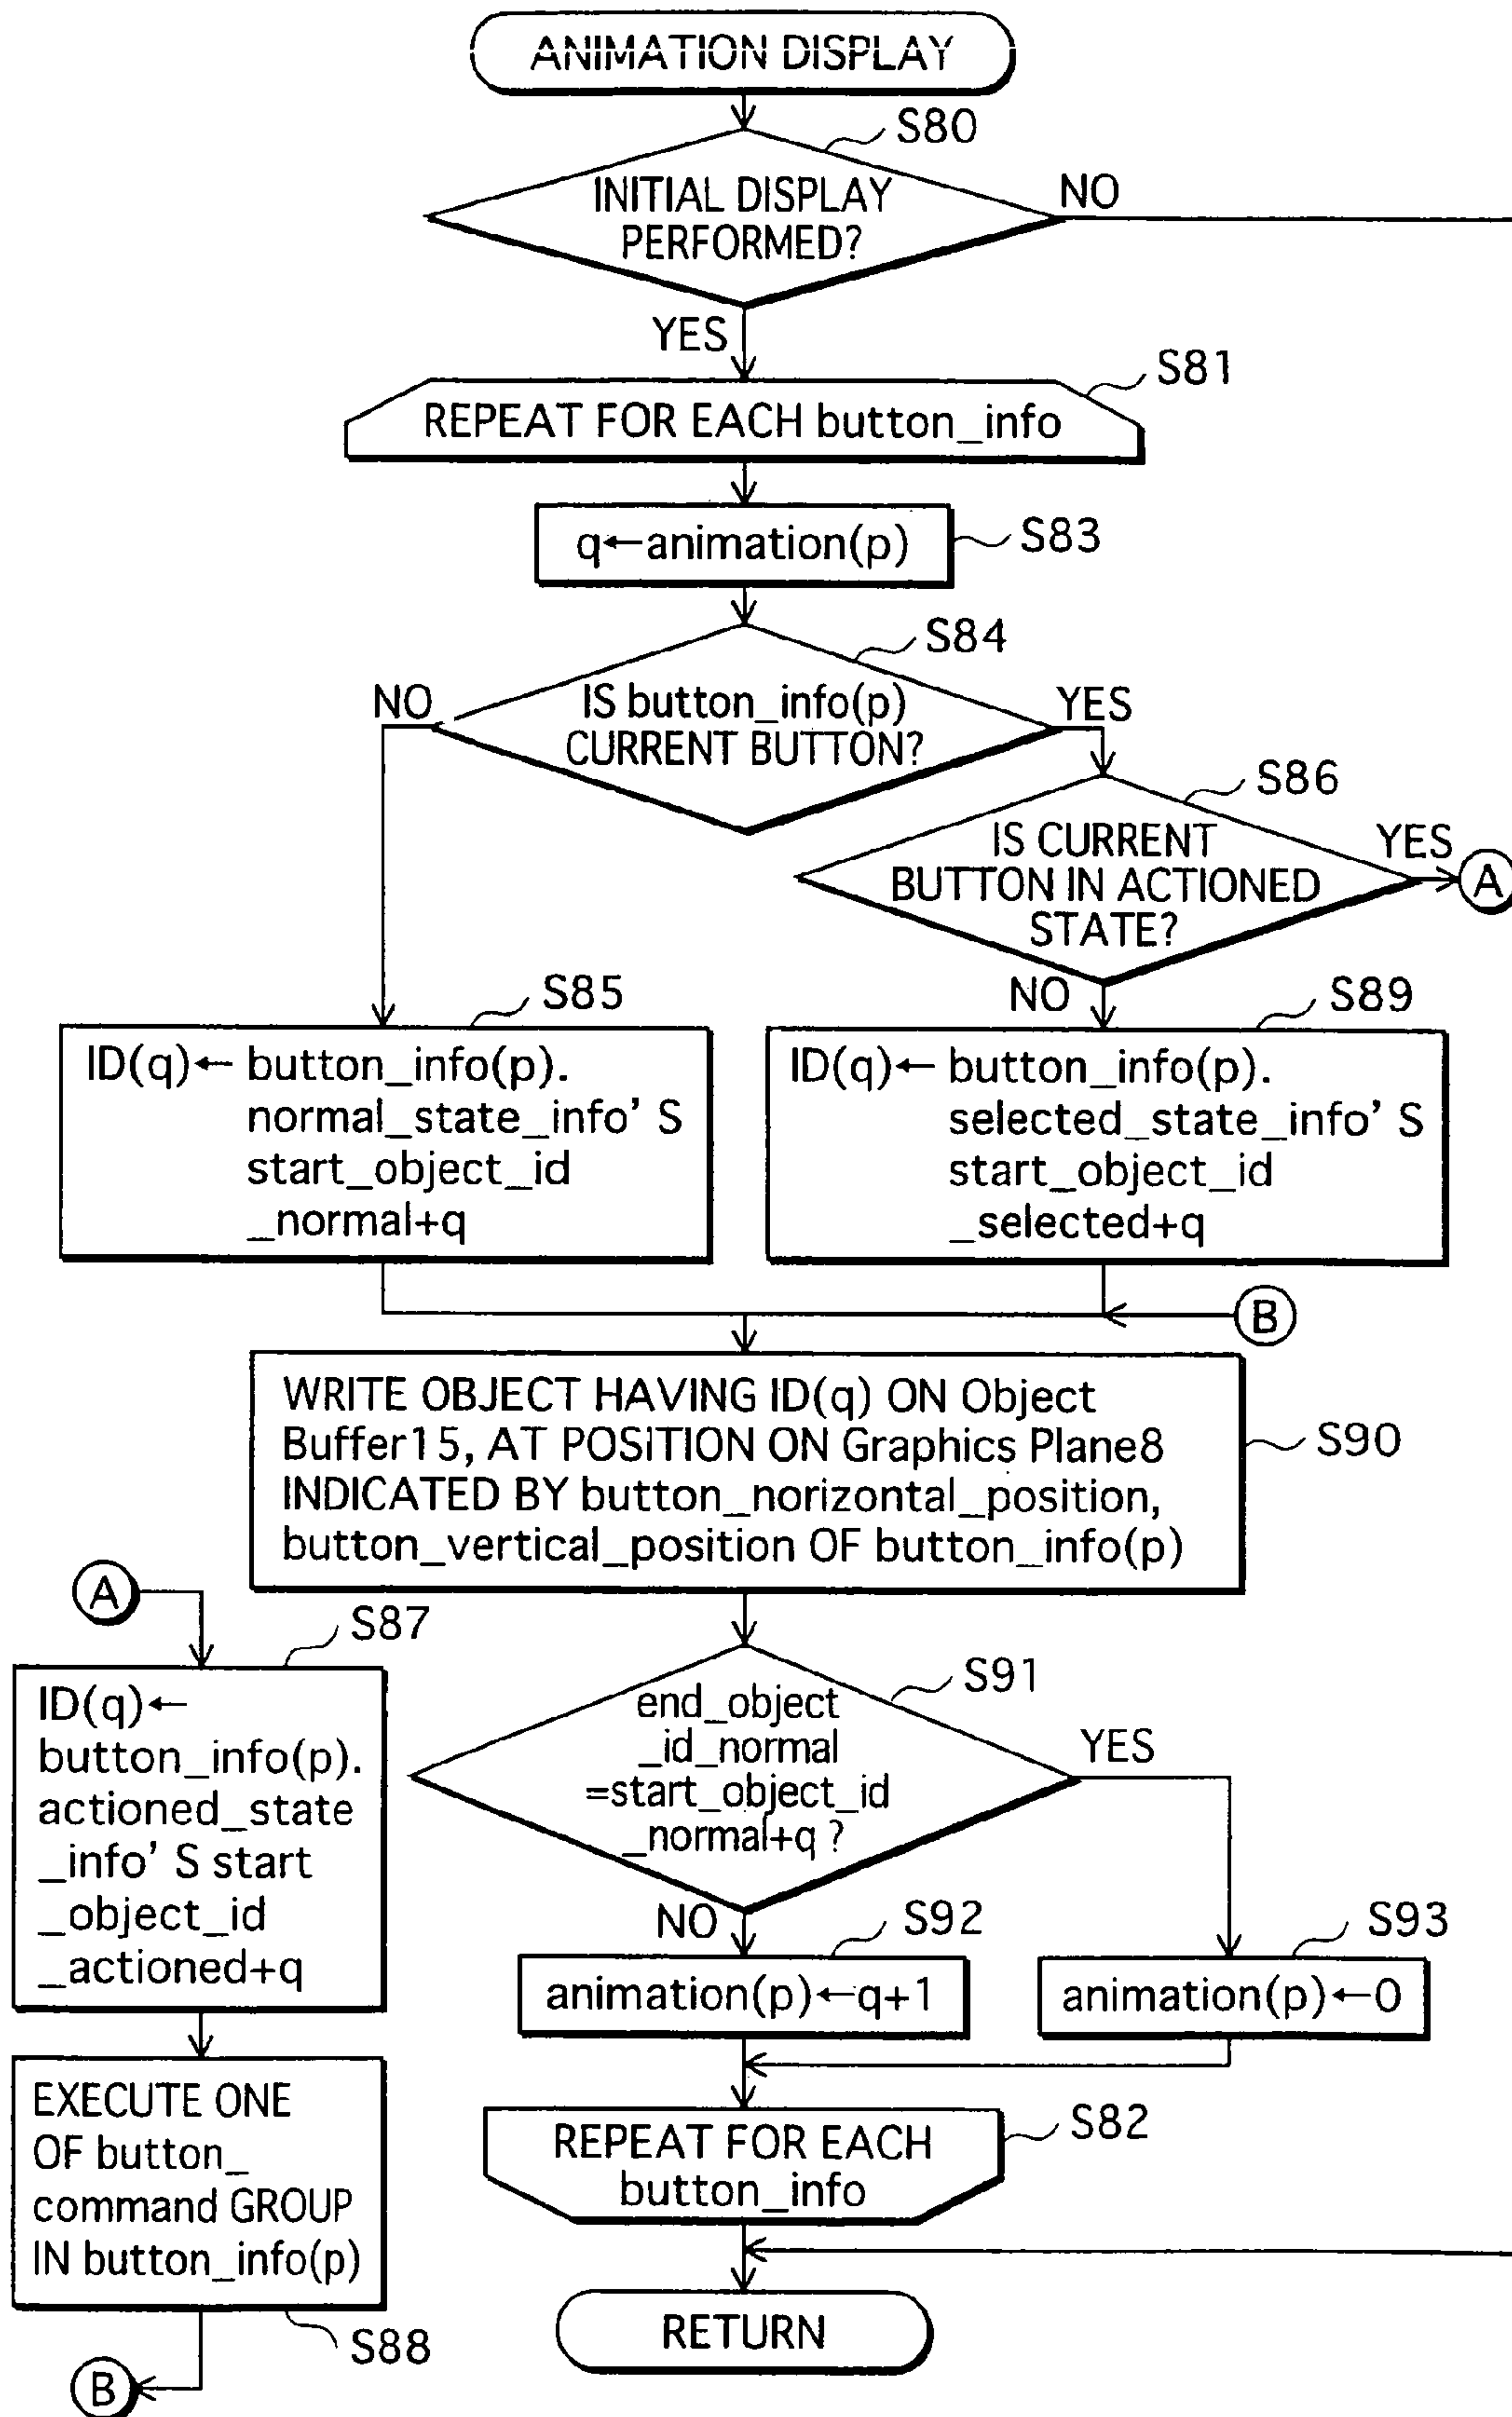 ANIMATION DISPLAY
S80
INITIAL DISPLAY
PERFORMED?
NO
YES
S81
REPEAT FOR EACH button_info
q←animation(p)
S83
S84
IS button_info(p)
CURRENT BUTTON?
NO
YES
S86
IS CURRENT
BUTTON IN ACTIONED
STATE?
YES
A
NO
S85
ID(q)← button_info(p).
normal_state_info' S
start_object_id
_normal+q
S89
ID(q)← button_info(p).
selected_state_info' S
start_object_id
_selected+q
B
WRITE OBJECT HAVING ID(q) ON Object
Buffer15, AT POSITION ON Graphics Plane8
INDICATED BY button_norizontal_position,
button_vertical_position OF button_info(p)
S90
A
S87
ID(q)←
button_info(p).
actioned_state
_info' S start
_object_id
_actioned+q
S91
end_object
_id_normal
=start_object_id
_normal+q ?
YES
NO
S92
animation(p)←q+1
S93
animation(p)←0
EXECUTE ONE
OF button_
command GROUP
IN button_info(p)
S88
B
S82
REPEAT FOR EACH
button_info
RETURN